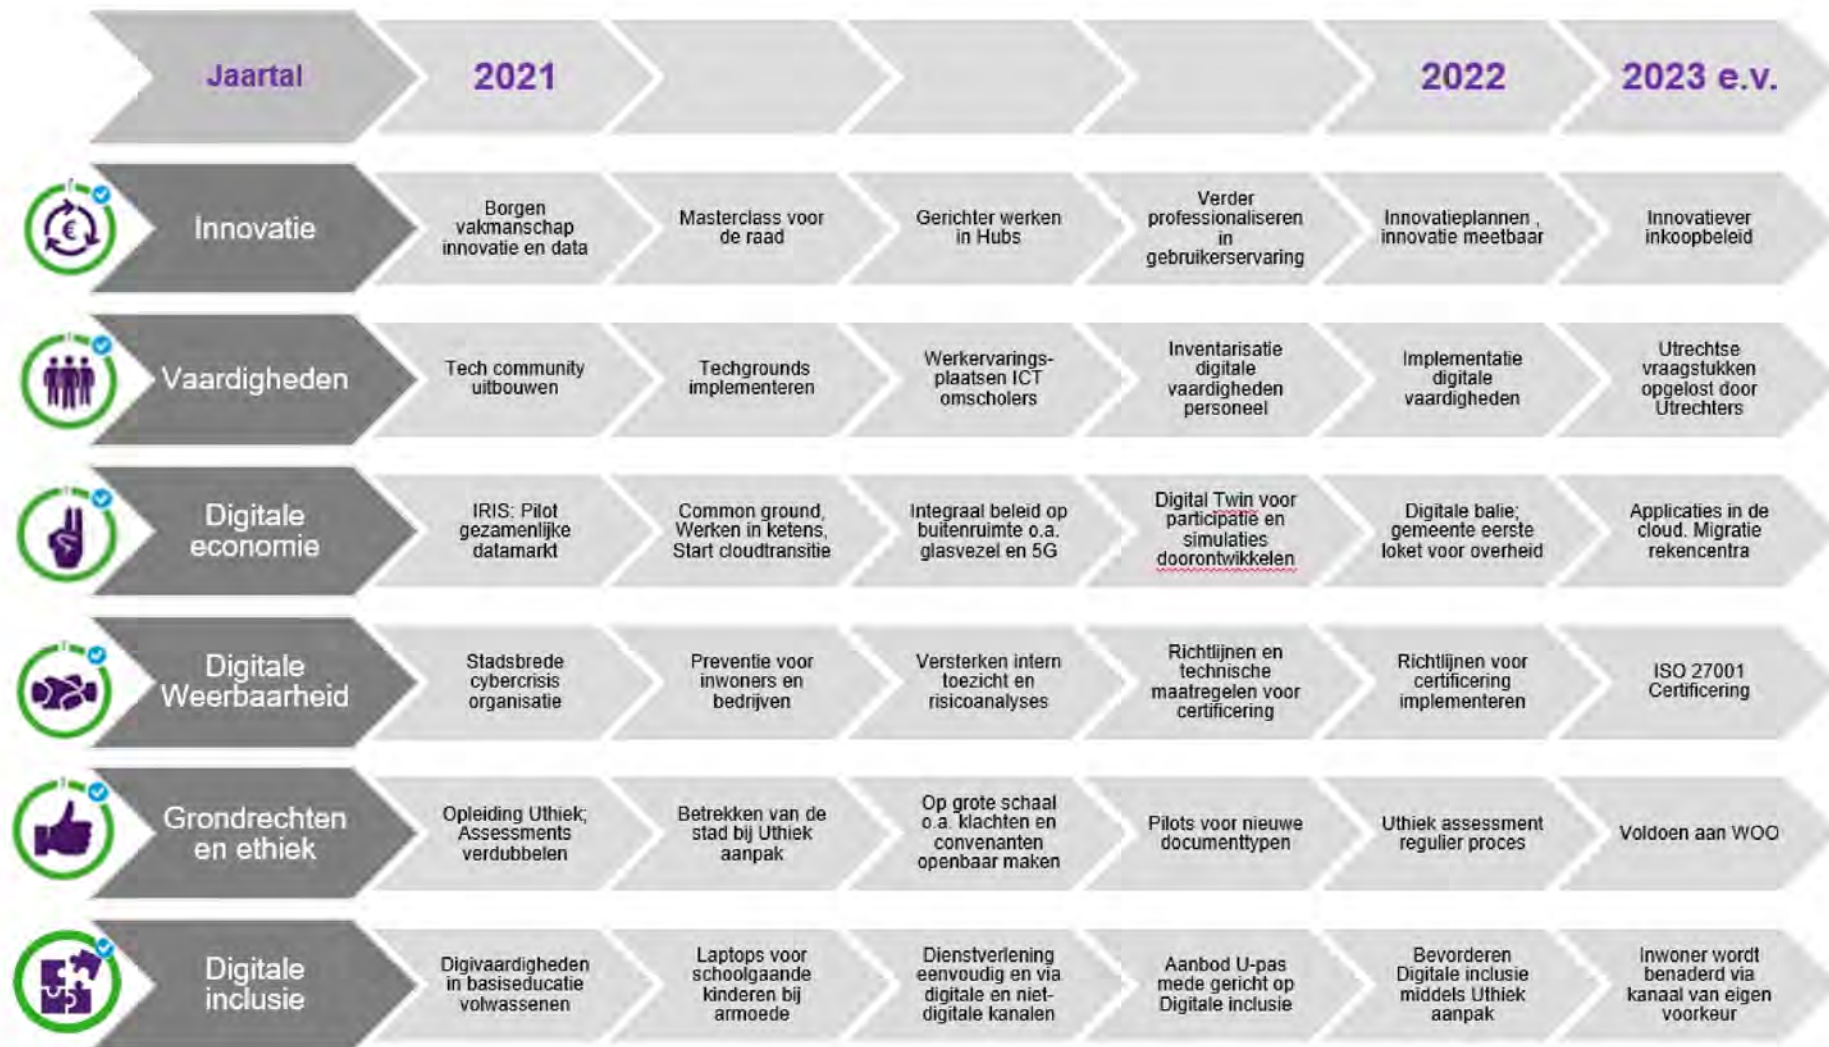 Jaartal
2021
2022
2023 e.v.
Innovatie
Borgen
vakmanschap
innovatie en data
Masterclass voor
de raad
Gerichter werken
in Hubs
Verder
professionaliseren
in
gebruikerservaring
Innovatieplannen ,
innovatie meetbaar
Innovatiever
inkoopbeleid
Vaardigheden
Tech community
uitbouwen
Techgrounds
implementeren
Werkervarings-
plaatsen ICT
omscholers
Inventarisatie
digitale
vaardigheden
personeel
Implementatie
digitale
vaardigheden
Utrechtse
vraagstukken
opgelost door
Utrechters
Digitale
economie
IRIS: Pilot
gezamenlijke
datamarkt
Common ground,
Werken in ketens,
Start cloudtransitie
Integraal beleid op
buitenruimte o.a.
glasvezel en 5G
Digital Twin voor
participatie en
simulaties
doorontwikkelen
Digitale balie;
gemeente eerste
loket voor overheid
Applicaties in de
cloud. Migratie
rekencentra
Digitale
Weerbaarheid
Stadsbrede
cybercrisis
organisatie
Preventie voor
inwoners en
bedrijven
Versterken intern
toezicht en
risicoanalyses
Richtlijnen en
technische
maatregelen voor
certificering
Richtlijnen voor
certificering
implementeren
ISO 27001
Certificering
Grondrechten
en ethiek
Opleiding Uthiek;
Assessments
verdubbelen
Betrekken van de
stad bij Uthiek
aanpak
Op grote schaal
o.a. klachten en
convenanten
openbaar maken
Pilots voor nieuwe
documenttypen
Uthiek assessment
regulier proces
Voldoen aan WOO
Digitale
inclusie
Digivaardigheden
in basiseducatie
volwassenen
Laptops voor
schoolgaande
kinderen bij
armoede
Dienstverlening
eenvoudig en via
digitale en niet-
digitale kanalen
Aanbod U-pas
mede gericht op
Digitale inclusie
Bevorderen
Digitale inclusie
middels Uthiek
aanpak
Inwoner wordt
benaderd via
kanaal van eigen
voorkeur